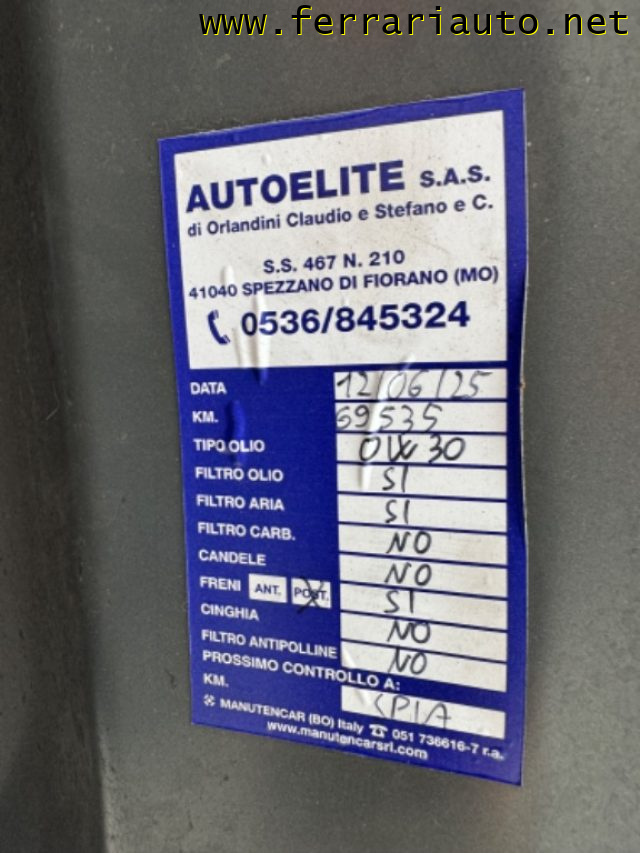 www.ferrariauto.net
AUTOELITE S.A.S.
di Orlandini Claudio e Stefano e C.
S.S. 467 N. 210
41040 SPEZZANO DI FIORANO (MO)
0536/845324
DATA 12/06/25
KM. 69535
TIPO OLIO 0W30
FILTRO OLIO SI
FILTRO ARIA SI
FILTRO CARB. NO
CANDELE NO
FRENI ANT. POST. SI
CINGHIA NO
FILTRO ANTIPOLLINE NO
PROSSIMO CONTROLLO A:
KM. SPIA
MANUTENCAR (BO) Italy ☎ 051 736616-7 r.a.
www.manutencarsrl.com